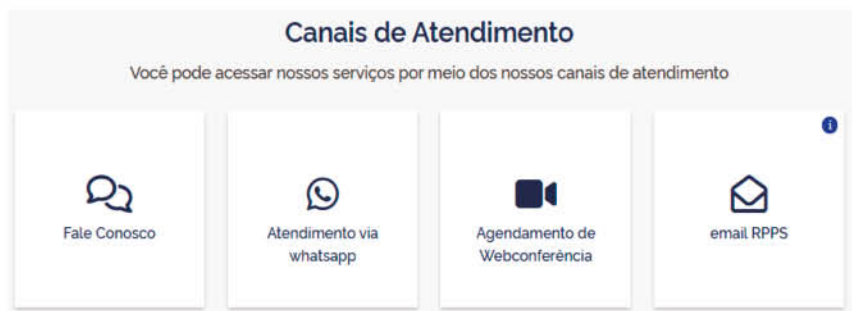 Canais de Atendimento
Você pode acessar nossos serviços por meio dos nossos canais de atendimento
Fale Conosco
Atendimento via
whatsapp
Agendamento de
Webconferência
email RPPS